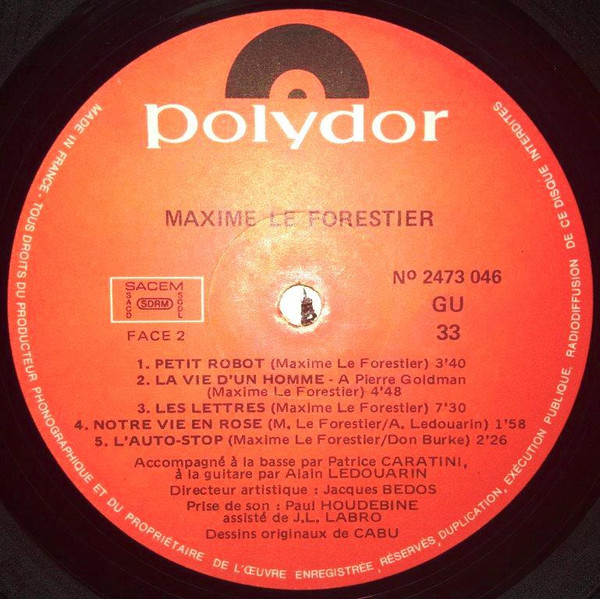 polydor
MAXIME LE FORESTIER
SACEM
SACD
SDRM
SGDL
FACE 2
Nº 2473 046
GU
33
1. PETIT ROBOT (Maxime Le Forestier) 3'40
2. LA VIE D'UN HOMME - A Pierre Goldman
(Maxime Le Forestier) 4'48
3. LES LETTRES (Maxime Le Forestier) 7'30
4. NOTRE VIE EN ROSE (M. Le Forestier/A. Ledouarin) 1'58
5. L'AUTO-STOP (Maxime Le Forestier/Don Burke) 2'26
Accompagné à la basse par Patrice CARATINI,
à la guitare par Alain LEDOUARIN
Directeur artistique : Jacques BEDOS
Prise de son : Paul HOUDEBINE
assisté de J.L. LABRO
Dessins originaux de CABU
MADE IN FRANCE - TOUS DROITS DU PRODUCTEUR PHONOGRAPHIQUE ET DU PROPRIÉTAIRE DE L'ŒUVRE ENREGISTRÉE, RÉSERVÉS, DUPLICATION, EXÉCUTION PUBLIQUE, RADIODIFFUSION DE CE DISQUE INTERDITES